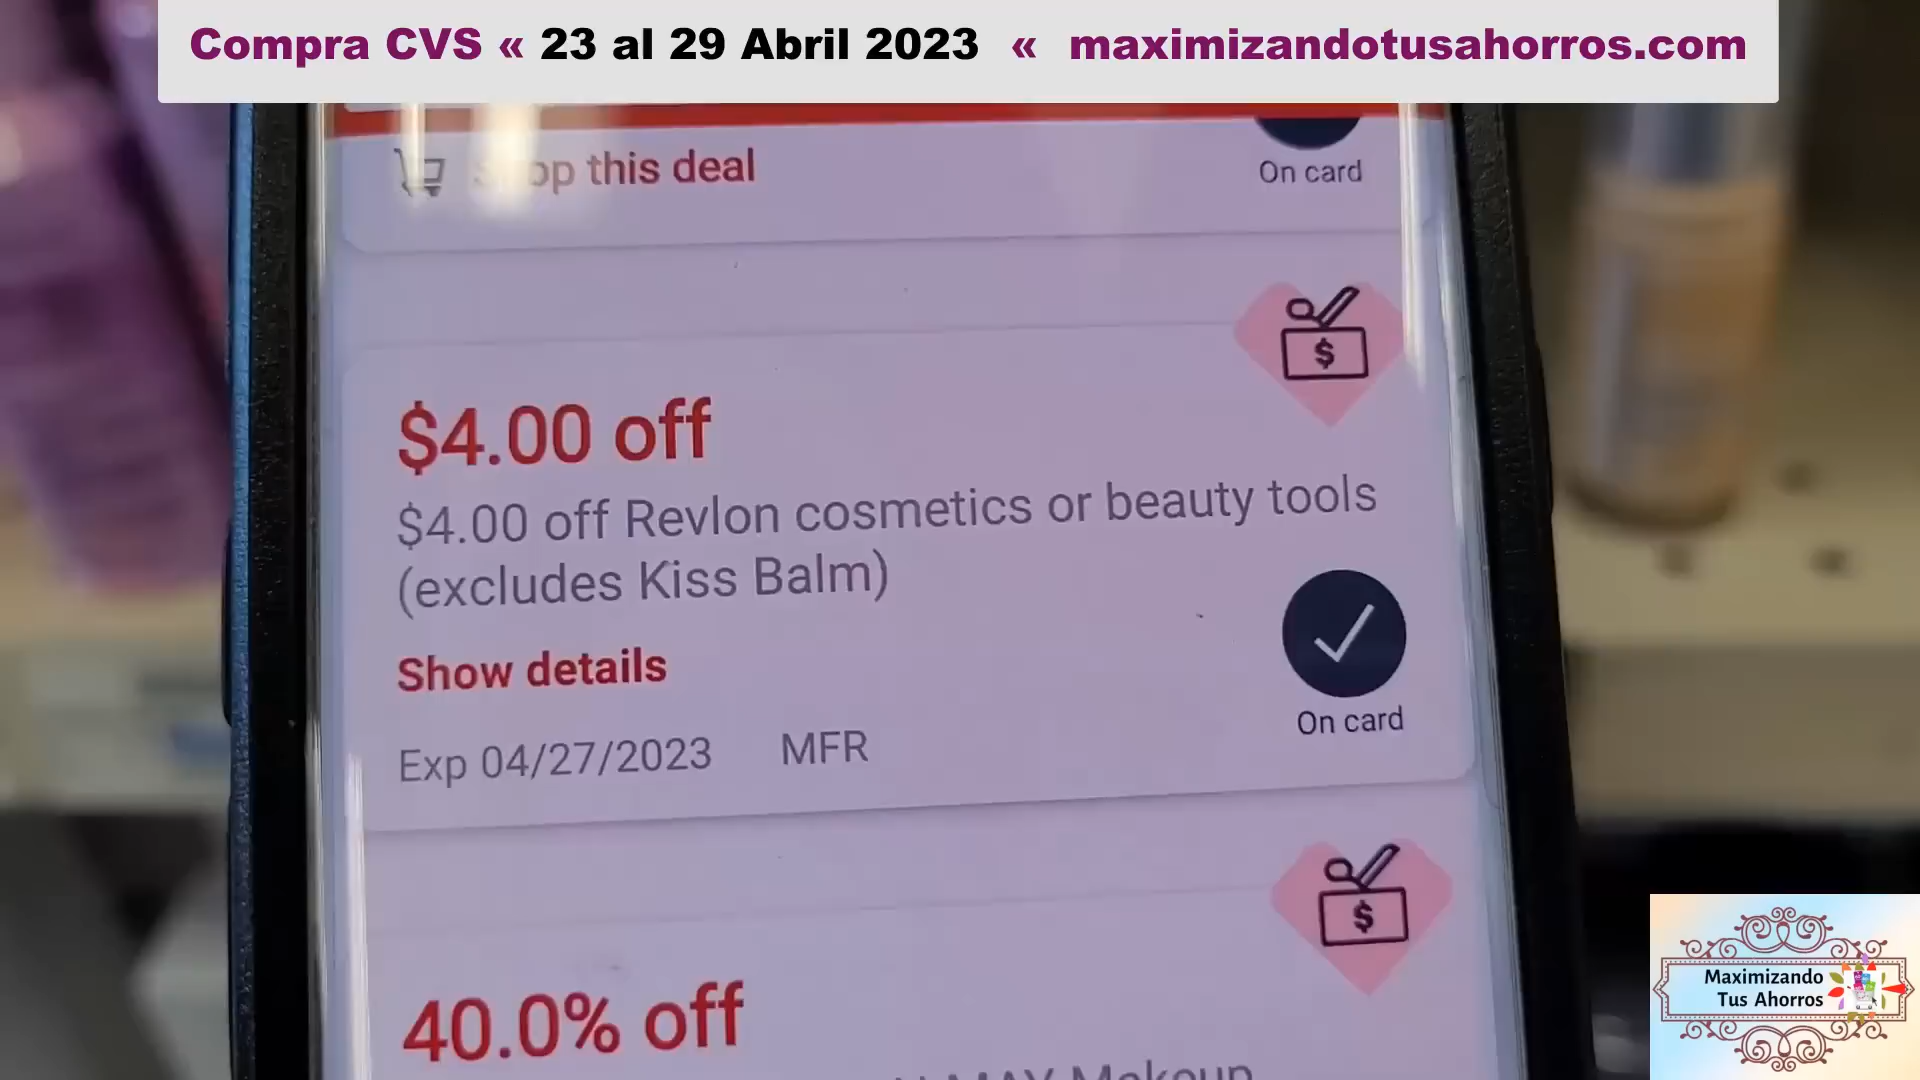 Compra CVS « 23 al 29 Abril 2023 « maximizandotusahorros.com
this deal
On card
$
$4.00 off
$4.00 off Revlon cosmetics or beauty tools
(excludes Kiss Balm)
Show details
On card
Exp 04/27/2023 MFR
$
40.0% off
Makeup
Maximizando
Tus Ahorros